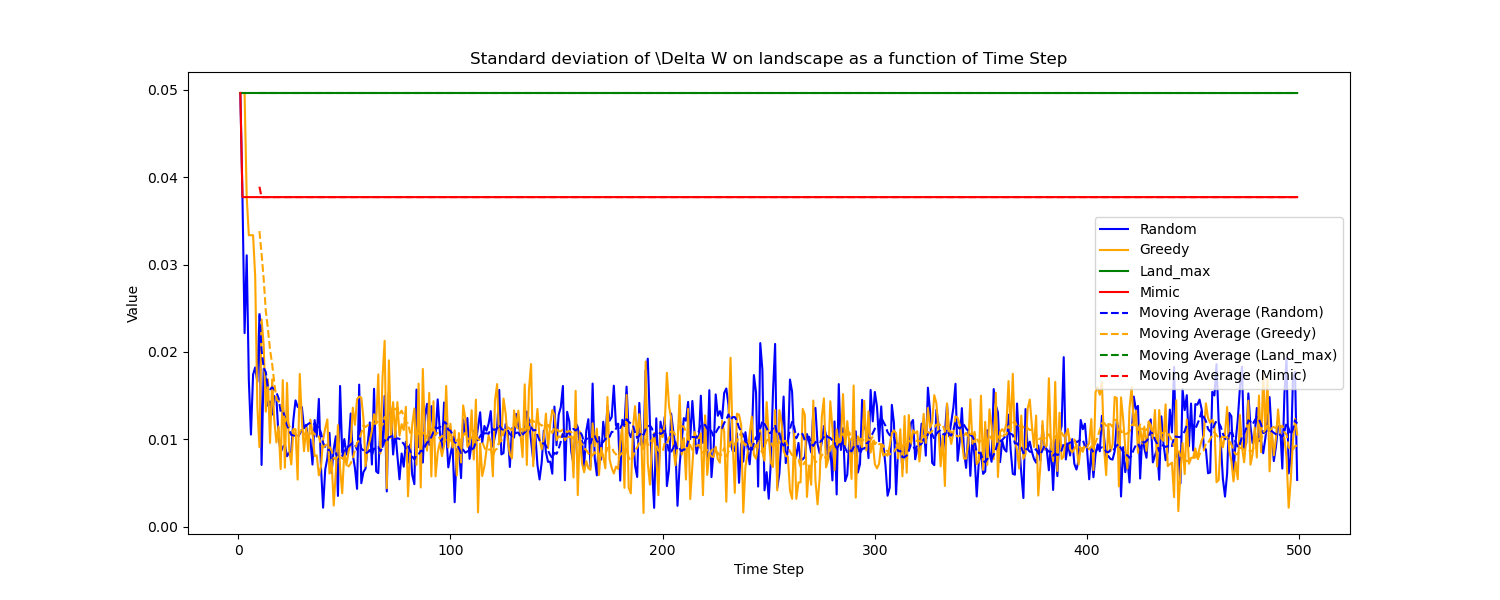 Standard deviation of \Delta W on landscape as a function of Time Step
0.05
0.04
0.03
0.02
0.01
0.00
Value
0
100
200
300
400
500
Time Step
Random
Greedy
Land_max
Mimic
Moving Average (Random)
Moving Average (Greedy)
Moving Average (Land_max)
Moving Average (Mimic)